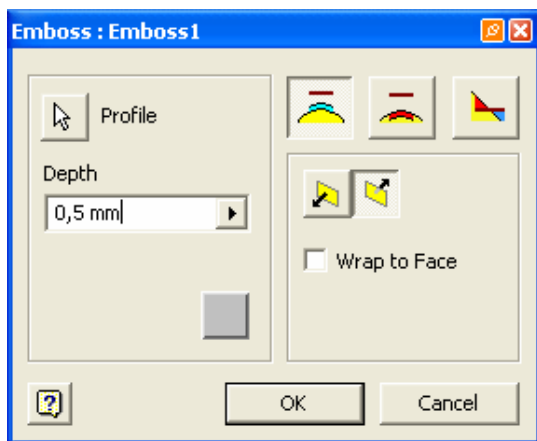 Emboss : Emboss1
Profile
Depth
0,5 mm
Wrap to Face
OK
Cancel